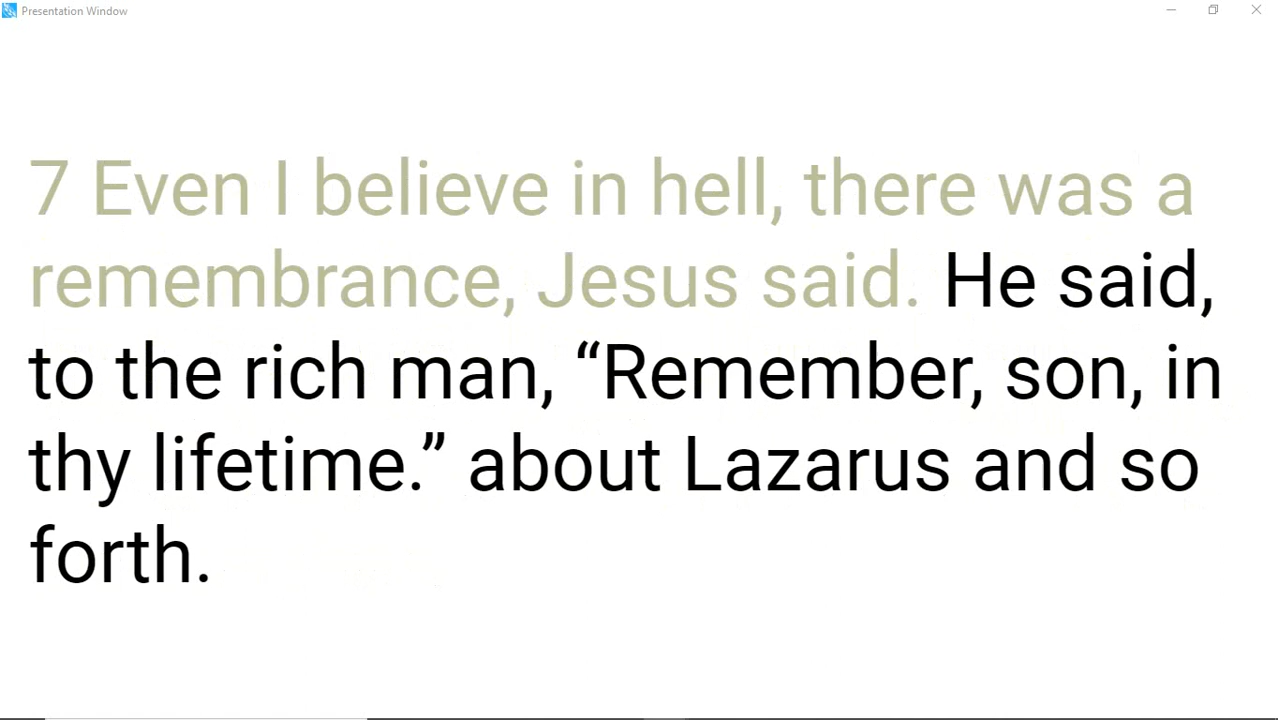 Presentation Window
7 Even I believe in hell, there was a
remembrance, Jesus said. He said,
to the rich man, “Remember, son, in
thy lifetime.” about Lazarus and so
forth.